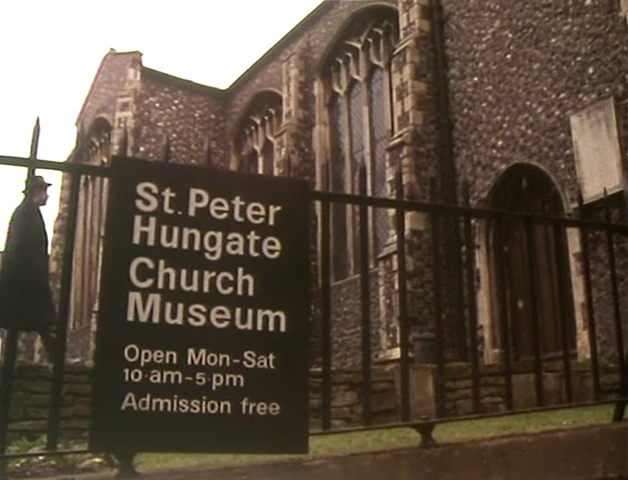 St. Peter
Hungate
Church
Museum
Open Mon-Sat
10·am-5·pm
Admission free